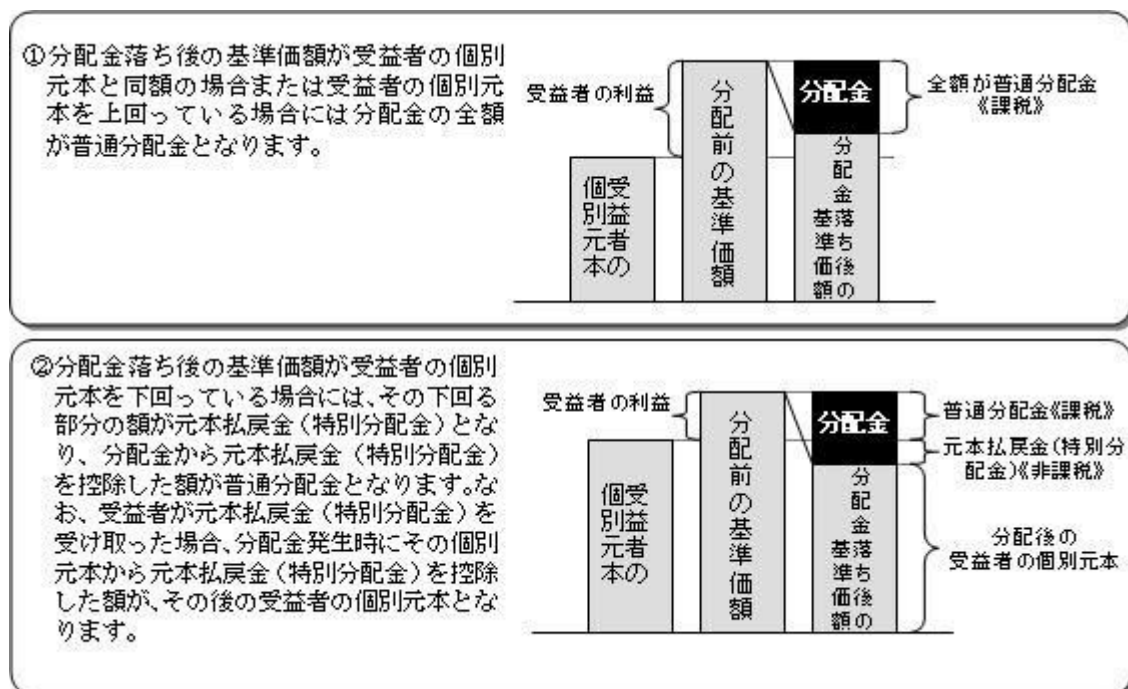 ①分配金落ち後の基準価額が受益者の個別
元本と同額の場合または受益者の個別元
本を上回っている場合には分配金の全額
が普通分配金となります。
受益者の利益
受益者の
個別元本
分配前の基準価額
分配金
分配金落ち後の
基準価額
全額が普通分配金
《課税》
②分配金落ち後の基準価額が受益者の個別
元本を下回っている場合には、その下回る
部分の額が元本払戻金(特別分配金)とな
り、分配金から元本払戻金(特別分配金)
を控除した額が普通分配金となります。な
お、受益者が元本払戻金(特別分配金)を
受け取った場合、分配金発生時にその個別
元本から元本払戻金(特別分配金)を控除
した額が、その後の受益者の個別元本とな
ります。
受益者の利益
受益者の
個別元本
分配前の基準価額
分配金
分配金落ち後の
基準価額
普通分配金《課税》
元本払戻金(特別分
配金)《非課税》
分配後の
受益者の個別元本